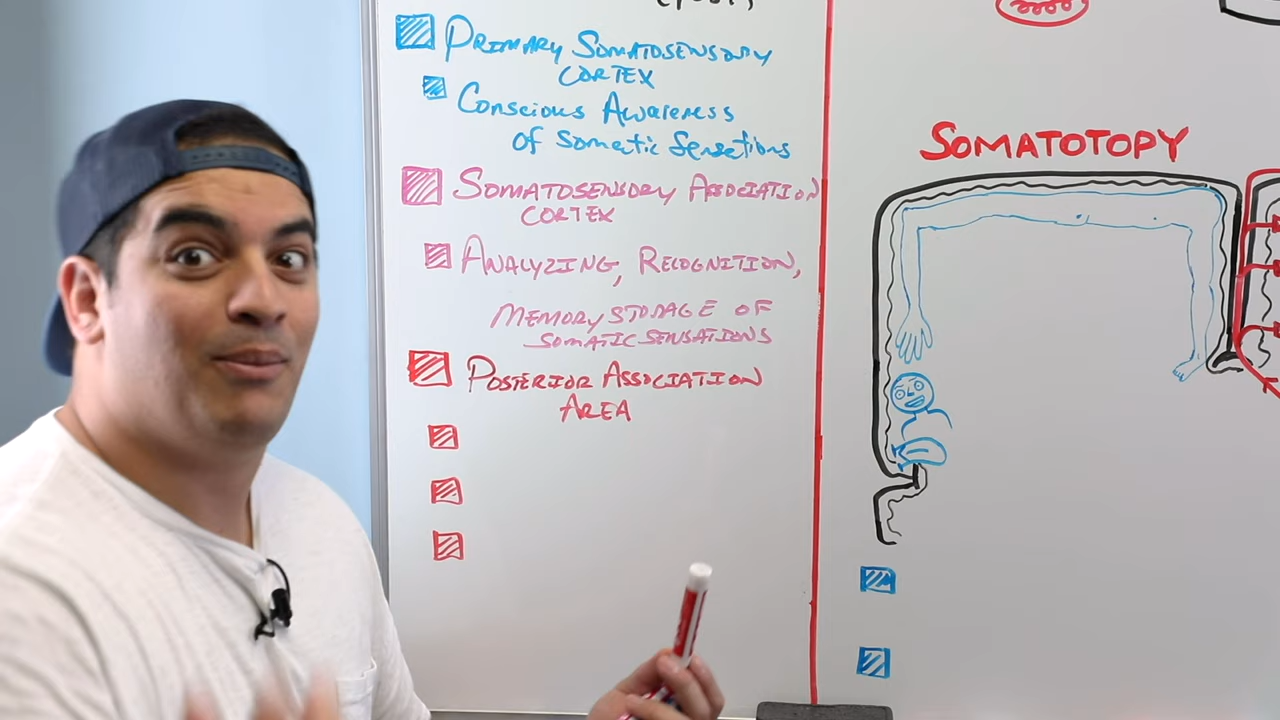 PRIMARY SOMATOSENSORY
CORTEX
CONSCIOUS AWARENESS
OF SOMATIC SENSATIONS
SOMATOSENSORY ASSOCIATION
CORTEX
ANALYZING, RECOGNITION,
MEMORY STORAGE OF
SOMATIC SENSATIONS
POSTERIOR ASSOCIATION
AREA
SOMATOTOPY